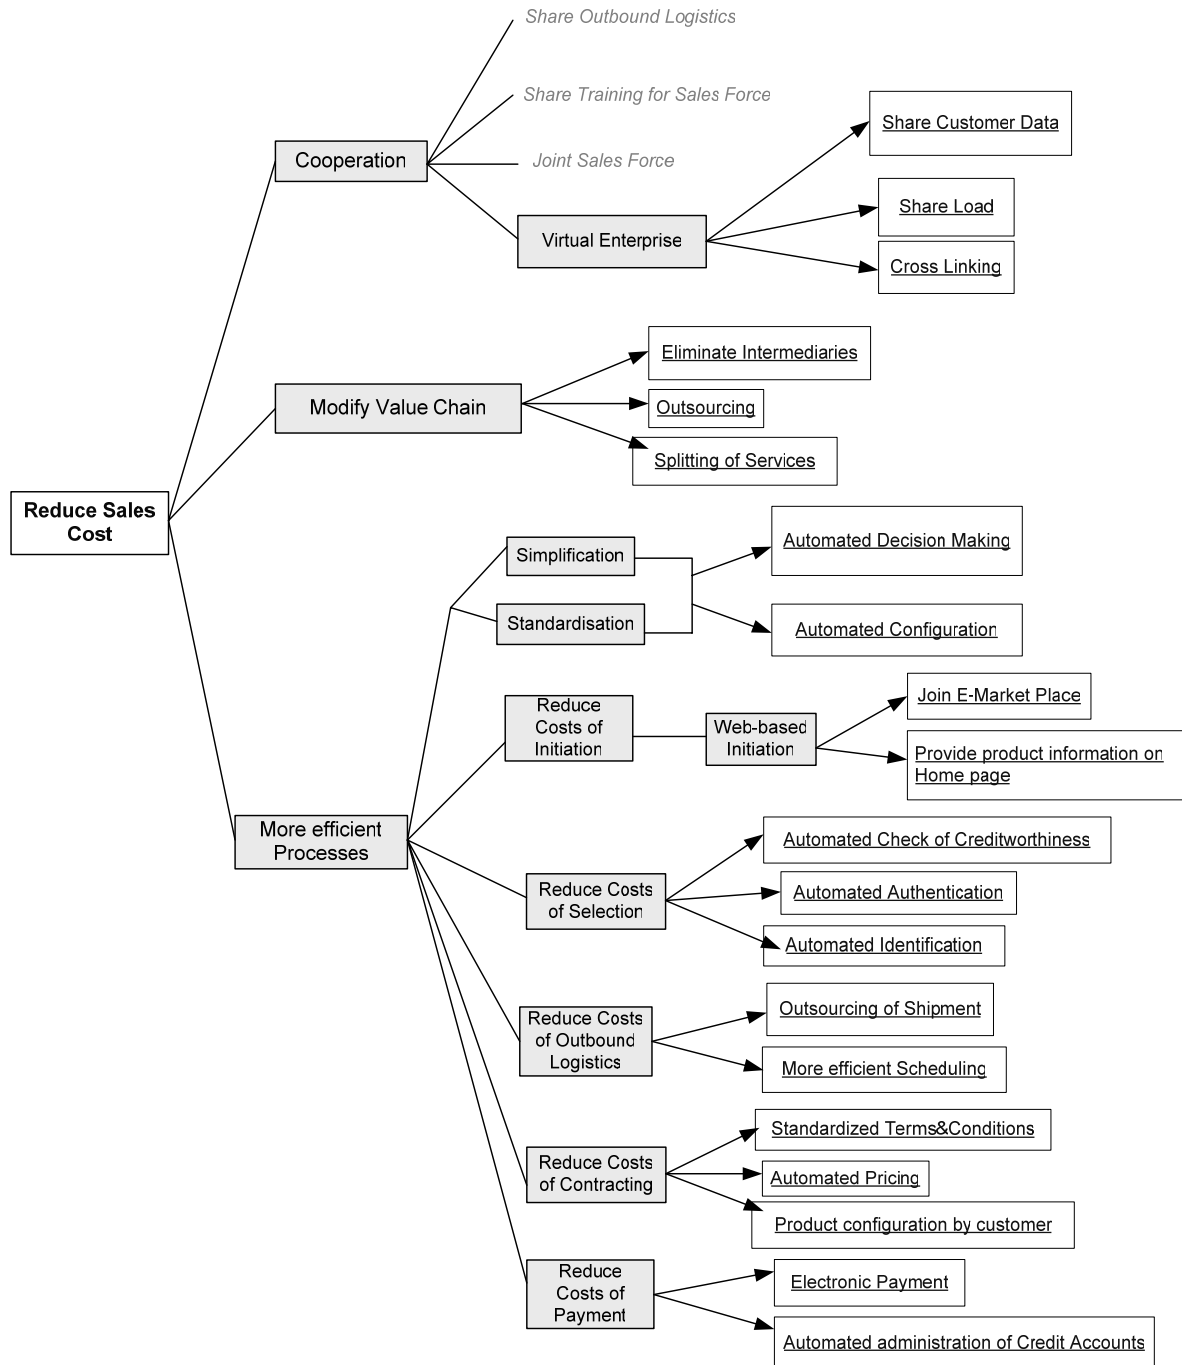 Share Outbound Logistics
Share Training for Sales Force
Share Customer Data
Cooperation
Joint Sales Force
Share Load
Virtual Enterprise
Cross Linking
Eliminate Intermediaries
Modify Value Chain
Outsourcing
Splitting of Services
Reduce Sales
Cost
Simplification
Automated Decision Making
Standardisation
Automated Configuration
Reduce
Costs of
Initiation
Web-based
Initiation
Join E-Market Place
Provide product information on
Home page
More efficient
Processes
Automated Check of Creditworthiness
Reduce Costs
of Selection
Automated Authentication
Automated Identification
Reduce Costs
of Outbound
Logistics
Outsourcing of Shipment
More efficient Scheduling
Standardized Terms&Conditions
Reduce Costs
of Contracting
Automated Pricing
Product configuration by customer
Reduce
Costs of
Payment
Electronic Payment
Automated administration of Credit Accounts